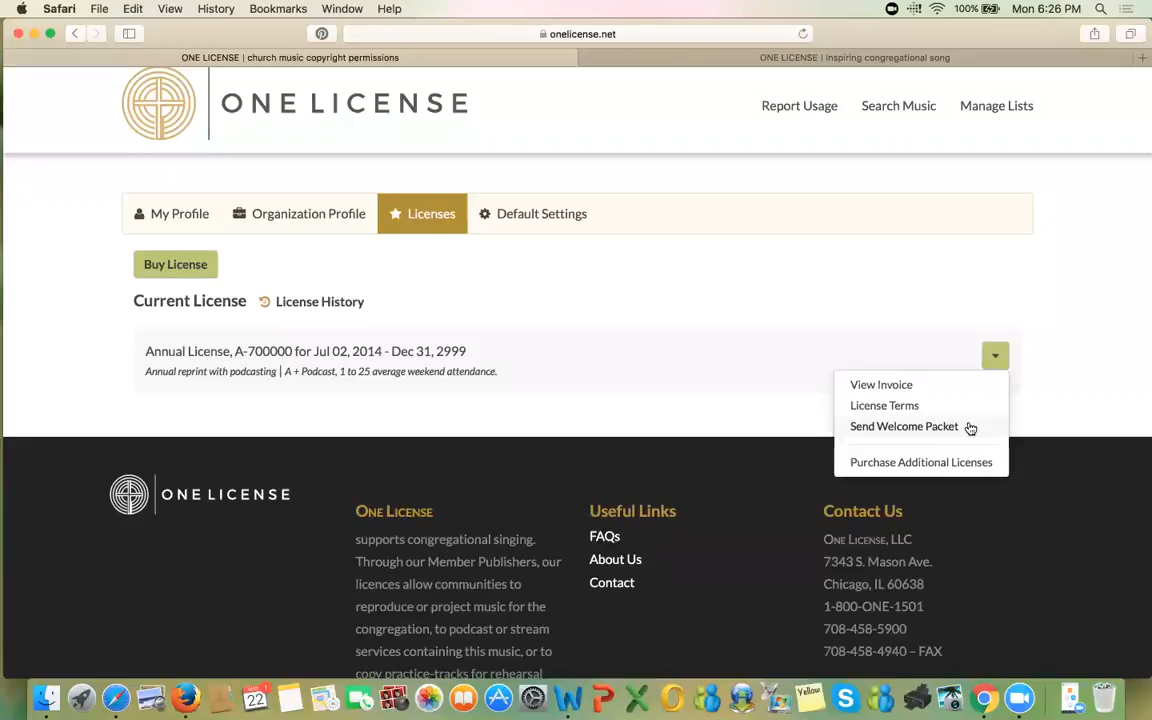 Safari File Edit View History Bookmarks Window Help 100% Mon 6:26 PM
onelicense.net
ONE LICENSE | church music copyright permissions ONE LICENSE | inspiring congregational song
ONE LICENSE Report Usage Search Music Manage Lists
My Profile Organization Profile Licenses Default Settings
Buy License
Current License License History
Annual License, A-700000 for Jul 02, 2014 - Dec 31, 2999
Annual reprint with podcasting | A + Podcast, 1 to 25 average weekend attendance.
View Invoice
License Terms
Send Welcome Packet
Purchase Additional Licenses
ONE LICENSE
ONE LICENSE
supports congregational singing.
Through our Member Publishers, our
licences allow communities to
reproduce or project music for the
congregation, to podcast or stream
services containing this music, or to
copy practice-tracks for rehearsal
Useful Links
FAQs
About Us
Contact
Contact Us
ONE LICENSE, LLC
7343 S. Mason Ave.
Chicago, IL 60638
1-800-ONE-1501
708-458-5900
708-458-4940 – FAX
22
Yellow